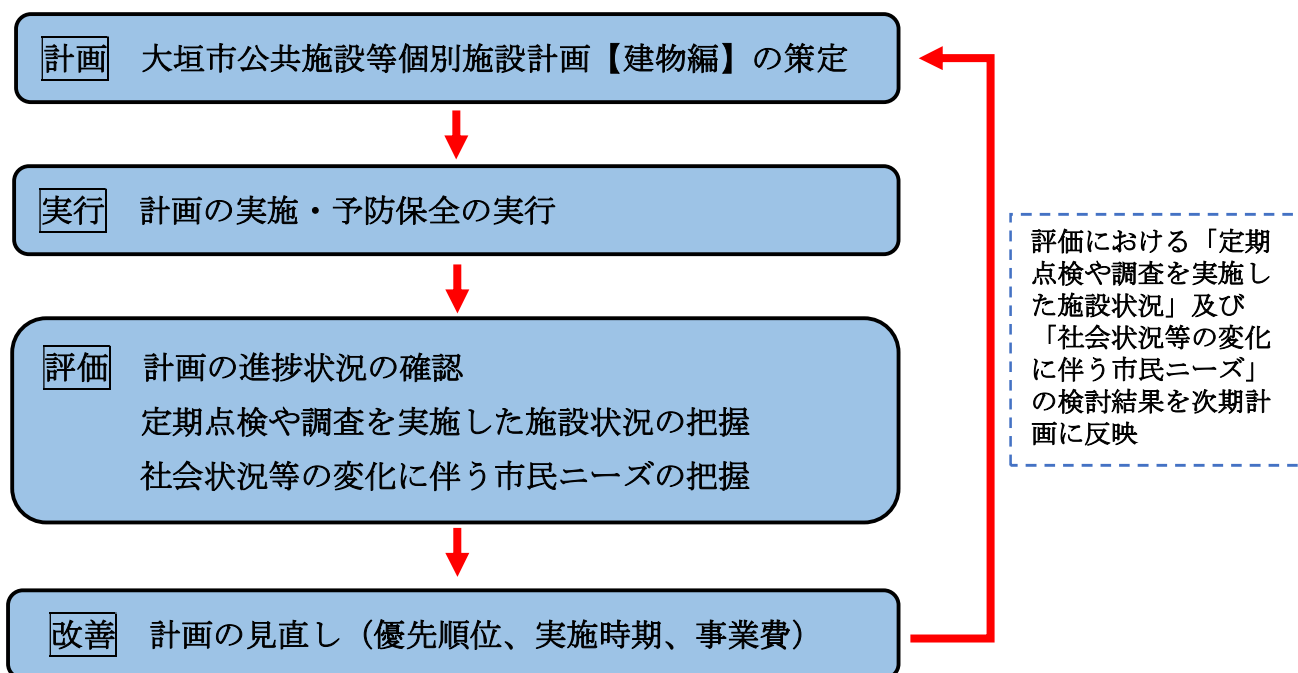 計画 大垣市公共施設等個別施設計画【建物編】の策定
実行 計画の実施・予防保全の実行
評価 計画の進捗状況の確認
定期点検や調査を実施した施設状況の把握
社会状況等の変化に伴う市民ニーズの把握
改善 計画の見直し（優先順位、実施時期、事業費）
評価における「定期
点検や調査を実施し
た施設状況」及び
「社会状況等の変化
に伴う市民ニーズ」
の検討結果を次期計
画に反映